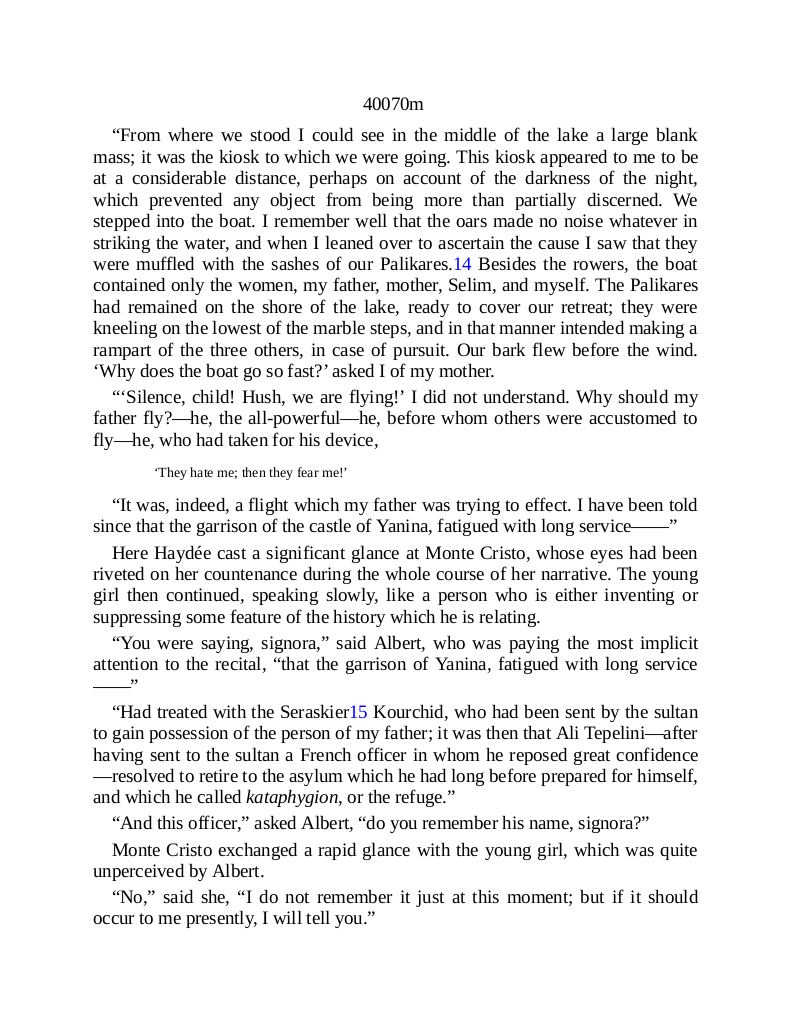 40070m
“From where we stood I could see in the middle of the lake a large blank
mass; it was the kiosk to which we were going. This kiosk appeared to me to be
at a considerable distance, perhaps on account of the darkness of the night,
which prevented any object from being more than partially discerned. We
stepped into the boat. I remember well that the oars made no noise whatever in
striking the water, and when I leaned over to ascertain the cause I saw that they
were muffled with the sashes of our Palikares.14 Besides the rowers, the boat
contained only the women, my father, mother, Selim, and myself. The Palikares
had remained on the shore of the lake, ready to cover our retreat; they were
kneeling on the lowest of the marble steps, and in that manner intended making a
rampart of the three others, in case of pursuit. Our bark flew before the wind.
‘Why does the boat go so fast?’ asked I of my mother.
“‘Silence, child! Hush, we are flying!’ I did not understand. Why should my
father fly?—he, the all-powerful—he, before whom others were accustomed to
fly—he, who had taken for his device,
‘They hate me; then they fear me!’
“It was, indeed, a flight which my father was trying to effect. I have been told
since that the garrison of the castle of Yanina, fatigued with long service——”
Here Haydée cast a significant glance at Monte Cristo, whose eyes had been
riveted on her countenance during the whole course of her narrative. The young
girl then continued, speaking slowly, like a person who is either inventing or
suppressing some feature of the history which he is relating.
“You were saying, signora,” said Albert, who was paying the most implicit
attention to the recital, “that the garrison of Yanina, fatigued with long service
——”
“Had treated with the Seraskier15 Kourchid, who had been sent by the sultan
to gain possession of the person of my father; it was then that Ali Tepelini—after
having sent to the sultan a French officer in whom he reposed great confidence
—resolved to retire to the asylum which he had long before prepared for himself,
and which he called kataphygion, or the refuge.”
“And this officer,” asked Albert, “do you remember his name, signora?”
Monte Cristo exchanged a rapid glance with the young girl, which was quite
unperceived by Albert.
“No,” said she, “I do not remember it just at this moment; but if it should
occur to me presently, I will tell you.”